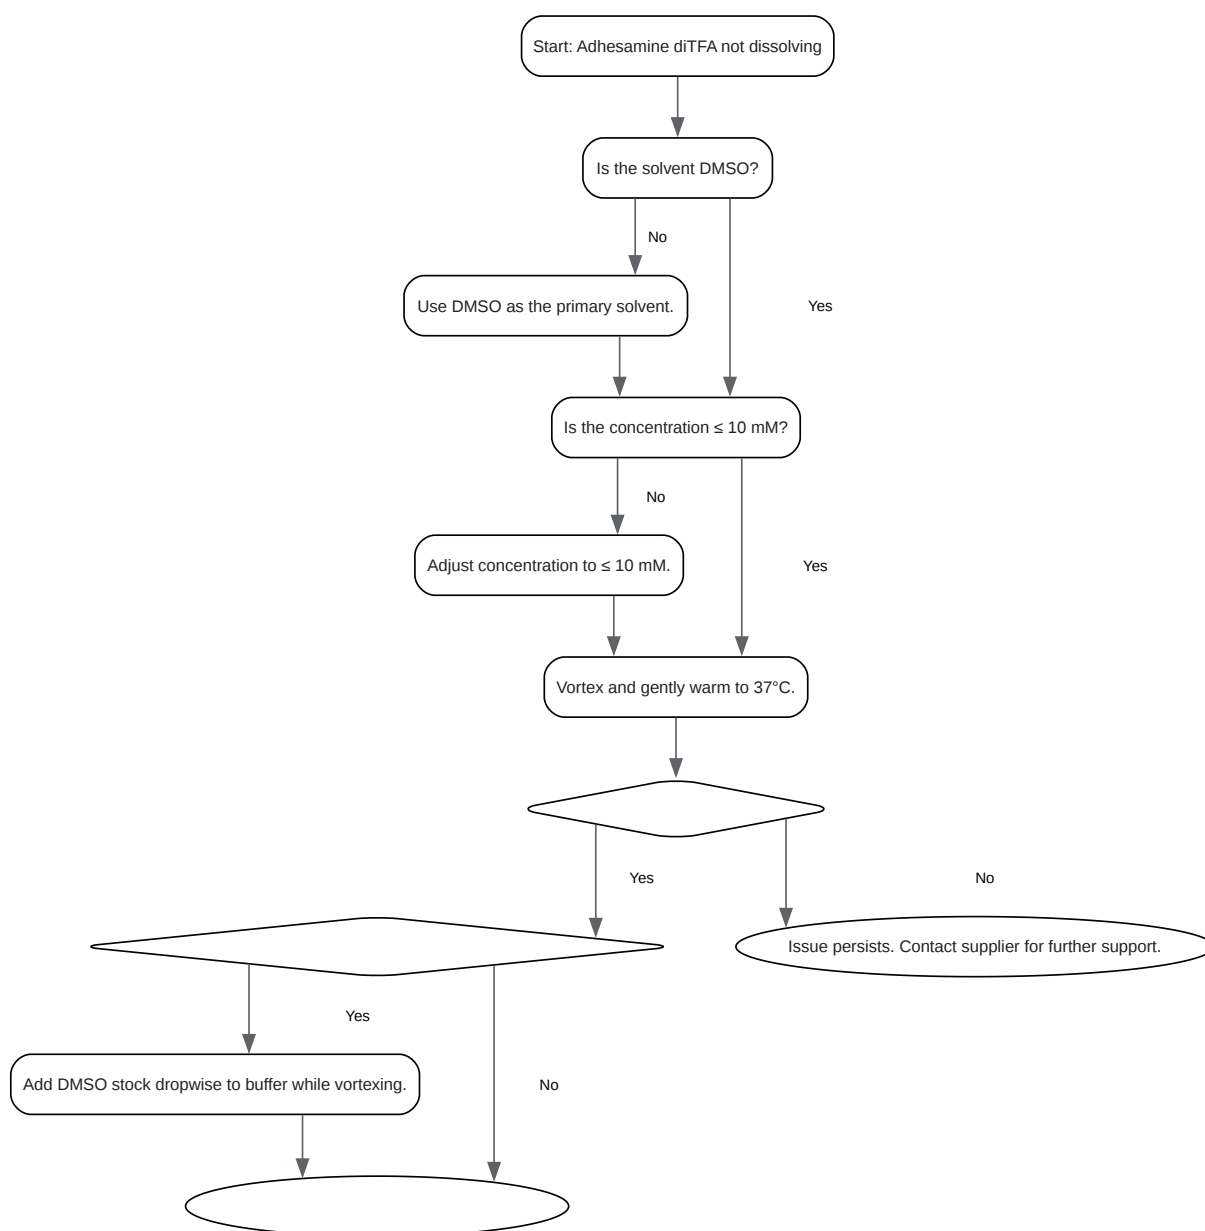 Start: Adhesamine diTFA not dissolving
Is the solvent DMSO?
No
Use DMSO as the primary solvent.
Yes
Is the concentration ≤ 10 mM?
No
Adjust concentration to ≤ 10 mM.
Yes
Vortex and gently warm to 37°C.
Yes
No
Issue persists. Contact supplier for further support.
Yes
Add DMSO stock dropwise to buffer while vortexing.
No